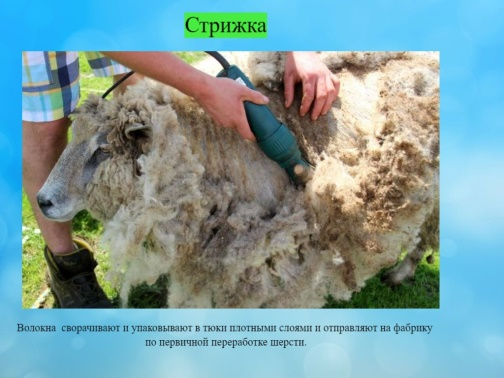 Стрижка
Волокна сворачивают и упаковывают в тюки плотными слоями и отправляют на фабрику
по первичной переработке шерсти.